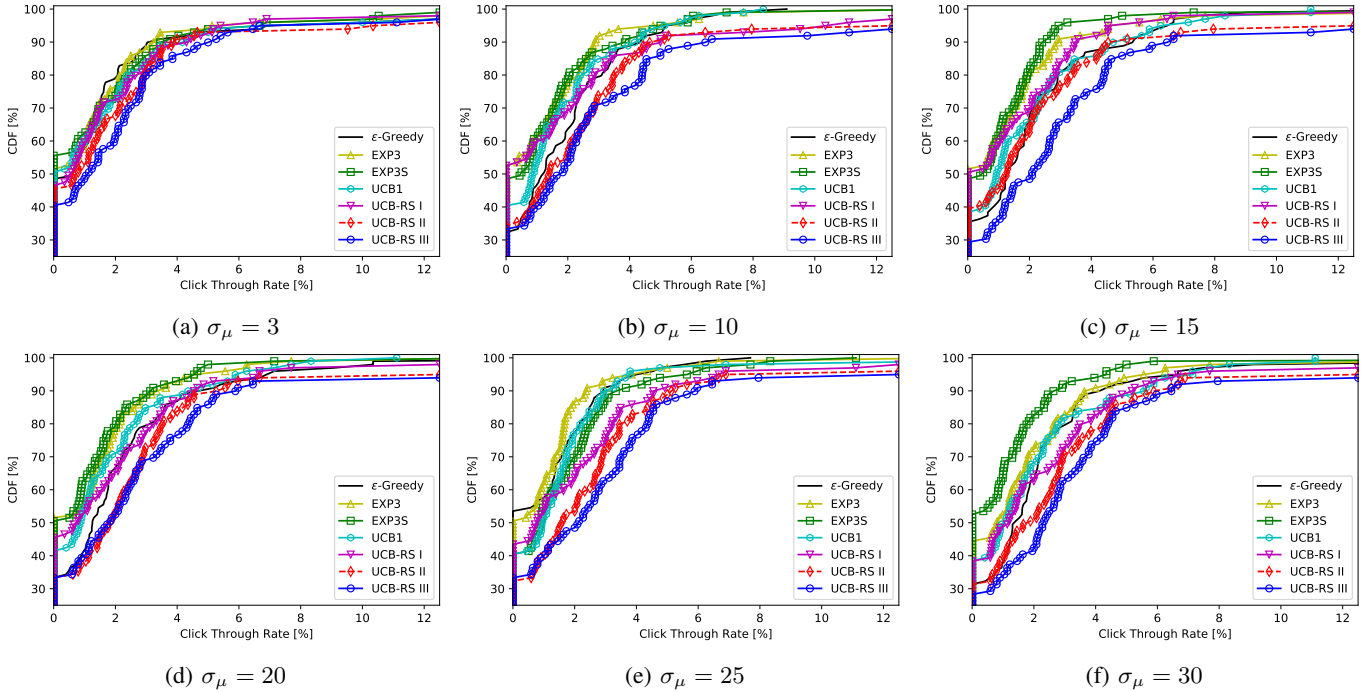 100
90
80
70
60
50
40
30
CDF [%]
0 2 4 6 8 10 12
Click Through Rate [%]
ε-Greedy
EXP3
EXP3S
UCB1
UCB-RS I
UCB-RS II
UCB-RS III
(a) σμ = 3
100
90
80
70
60
50
40
30
CDF [%]
0 2 4 6 8 10 12
Click Through Rate [%]
ε-Greedy
EXP3
EXP3S
UCB1
UCB-RS I
UCB-RS II
UCB-RS III
(b) σμ = 10
100
90
80
70
60
50
40
30
CDF [%]
0 2 4 6 8 10 12
Click Through Rate [%]
ε-Greedy
EXP3
EXP3S
UCB1
UCB-RS I
UCB-RS II
UCB-RS III
(c) σμ = 15
100
90
80
70
60
50
40
30
CDF [%]
0 2 4 6 8 10 12
Click Through Rate [%]
ε-Greedy
EXP3
EXP3S
UCB1
UCB-RS I
UCB-RS II
UCB-RS III
(d) σμ = 20
100
90
80
70
60
50
40
30
CDF [%]
0 2 4 6 8 10 12
Click Through Rate [%]
ε-Greedy
EXP3
EXP3S
UCB1
UCB-RS I
UCB-RS II
UCB-RS III
(e) σμ = 25
100
90
80
70
60
50
40
30
CDF [%]
0 2 4 6 8 10 12
Click Through Rate [%]
ε-Greedy
EXP3
EXP3S
UCB1
UCB-RS I
UCB-RS II
UCB-RS III
(f) σμ = 30